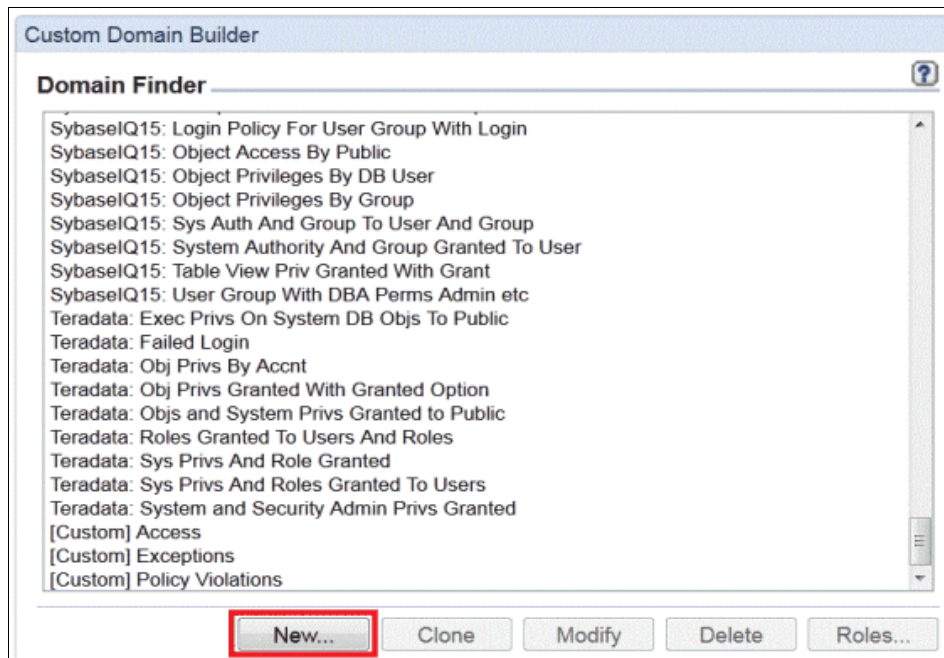 Custom Domain Builder
Domain Finder
?
SybaseIQ15: Login Policy For User Group With Login
SybaseIQ15: Object Access By Public
SybaseIQ15: Object Privileges By DB User
SybaseIQ15: Object Privileges By Group
SybaseIQ15: Sys Auth And Group To User And Group
SybaseIQ15: System Authority And Group Granted To User
SybaseIQ15: Table View Priv Granted With Grant
SybaseIQ15: User Group With DBA Perms Admin etc
Teradata: Exec Privs On System DB Objs To Public
Teradata: Failed Login
Teradata: Obj Privs By Accnt
Teradata: Obj Privs Granted With Granted Option
Teradata: Objs and System Privs Granted to Public
Teradata: Roles Granted To Users And Roles
Teradata: Sys Privs And Role Granted
Teradata: Sys Privs And Roles Granted To Users
Teradata: System and Security Admin Privs Granted
[Custom] Access
[Custom] Exceptions
[Custom] Policy Violations
New... Clone Modify Delete Roles...